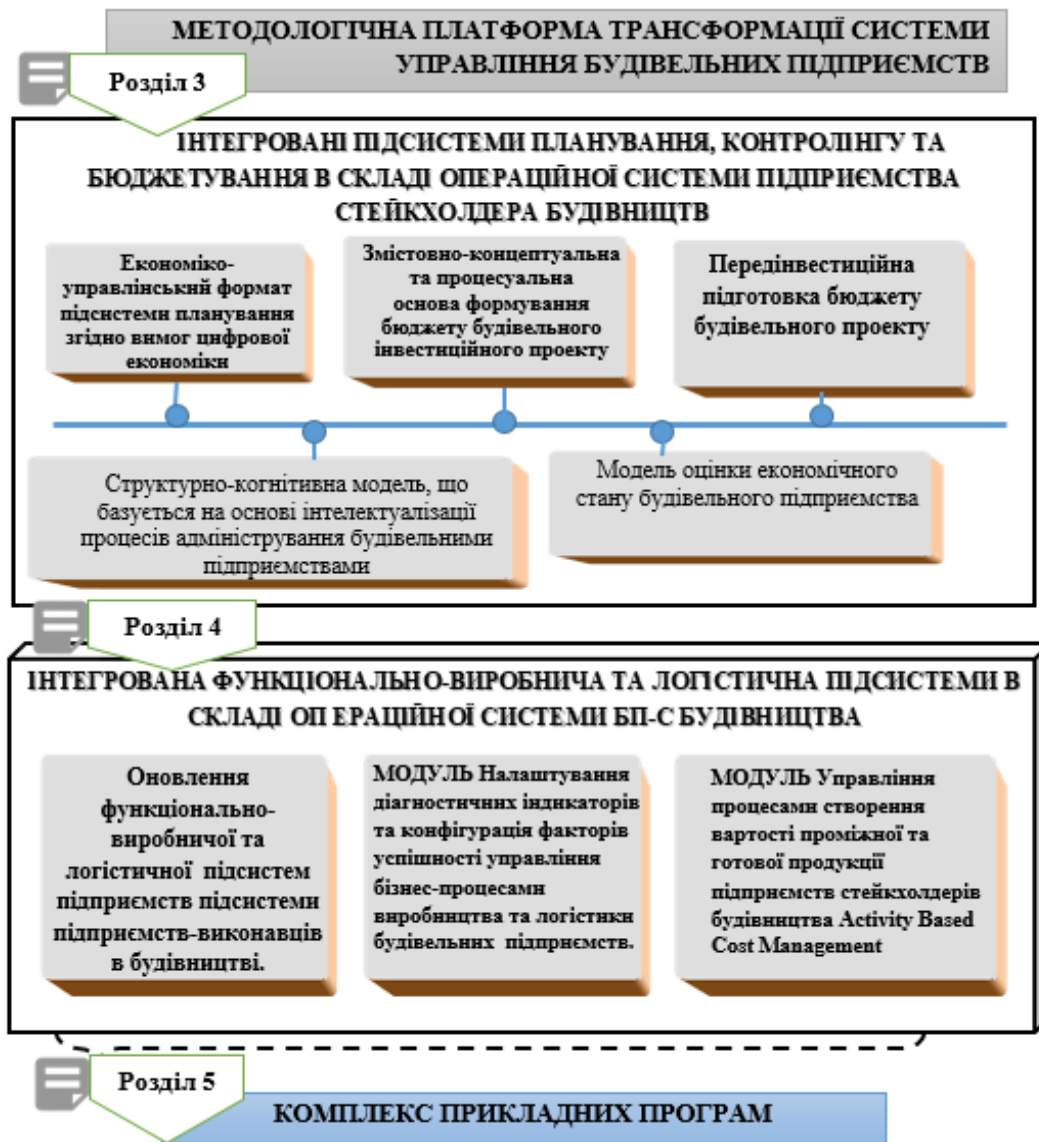 МЕТОДОЛОГІЧНА ПЛАТФОРМА ТРАНСФОРМАЦІЇ СИСТЕМИ
УПРАВЛІННЯ БУДІВЕЛЬНИХ ПІДПРИЄМСТВ
Розділ 3
ІНТЕГРОВАНІ ПІДСИСТЕМИ ПЛАНУВАННЯ, КОНТРОЛІНГУ ТА
БЮДЖЕТУВАННЯ В СКЛАДІ ОПЕРАЦІЙНОЇ СИСТЕМИ ПІДПРИЄМСТВА
СТЕЙКХОЛДЕРА БУДІВНИЦТВ
Економіко-
управлінський формат
підсистеми планування
згідно вимог цифрової
економіки
Змістовно-концептуальна
та процесуальна
основа формування
бюджету будівельного
інвестиційного проекту
Передінвестиційна
підготовка бюджету
будівельного проекту
Структурно-когнітивна модель, що
базується на основі інтелектуалізації
процесів адміністрування будівельними
підприємствами
Модель оцінки економічного
стану будівельного підприємства
Розділ 4
ІНТЕГРОВАНА ФУНКЦІОНАЛЬНО-ВИРОБНИЧА ТА ЛОГІСТИЧНА ПІДСИСТЕМИ В
СКЛАДІ ОП ЕРАЦІЙНОЇ СИСТЕМИ БП-С БУДІВНИЦТВА
Оновлення
функціонально-
виробничої та
логістичної підсистем
підприємств підсистеми
підприємств-виконавців
в будівництві.
МОДУЛЬ Налаштування
діагностичних індикаторів
та конфігурація факторів
успішності управління
бізнес-процесами
виробництва та логістики
будівельних підприємств.
МОДУЛЬ Управління
процесами створення
вартості проміжної та
готової продукції
підприємств стейкхолдерів
будівництва Activity Based
Cost Management
Розділ 5
КОМПЛЕКС ПРИКЛАДНИХ ПРОГРАМ